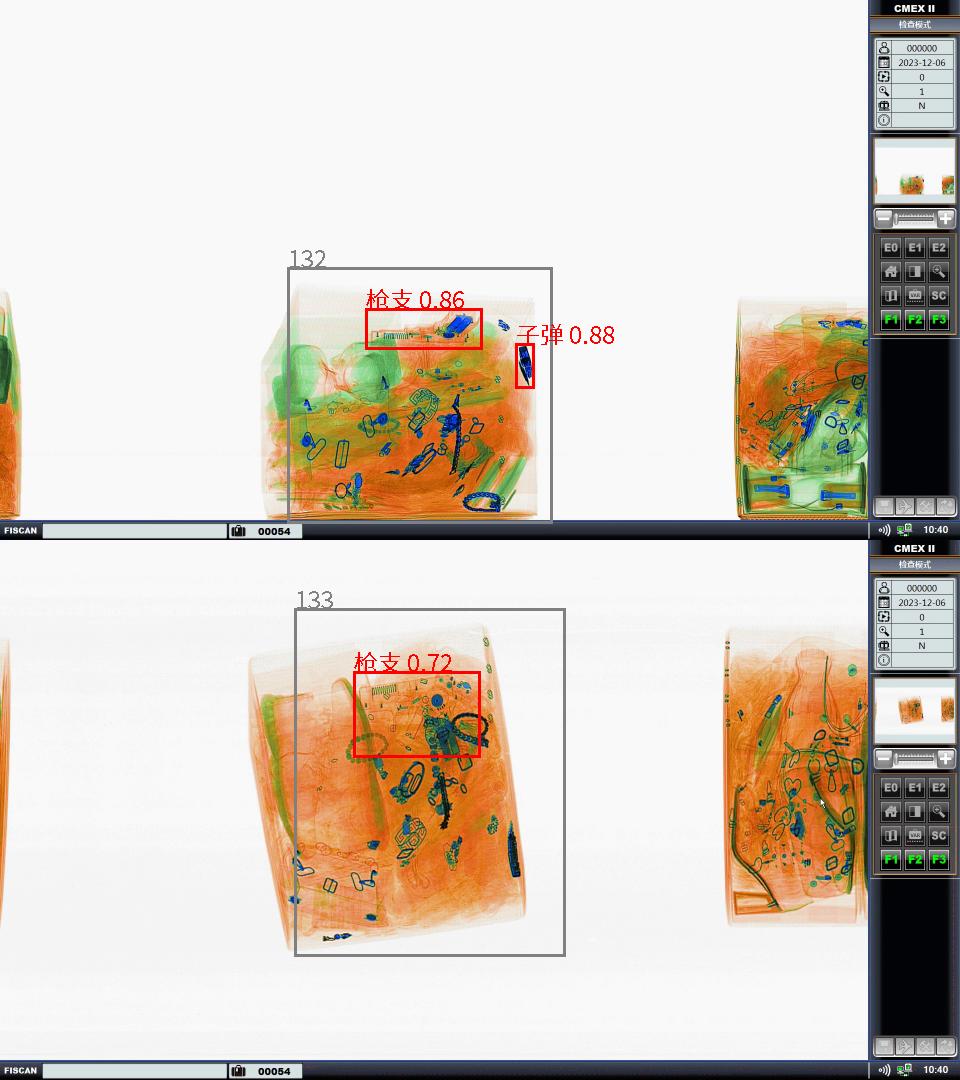 CMEX II
检查模式
000000
2023-12-06
0
1
N
E0 E1 E2
VAR SC
F1 F2 F3
132
枪支 0.86
子弹 0.88
FISCAN 00054 10:40
CMEX II
检查模式
000000
2023-12-06
0
1
N
E0 E1 E2
VAR SC
F1 F2 F3
133
枪支 0.72
FISCAN 00054 10:40